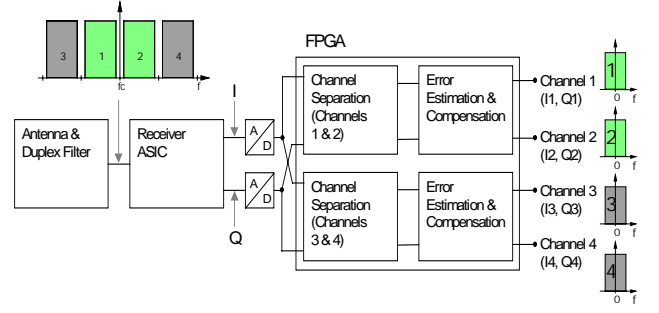 3
1
2
4
fc
f
FPGA
I
Antenna &
Duplex Filter
Receiver
ASIC
A
D
A
D
Q
Channel
Separation
(Channels
1 & 2)
Error
Estimation &
Compensation
Channel
Separation
(Channels
3 & 4)
Error
Estimation &
Compensation
Channel 1
(I1, Q1)
Channel 2
(I2, Q2)
Channel 3
(I3, Q3)
Channel 4
(I4, Q4)
1
0
f
2
0
f
3
0
f
4
0
f